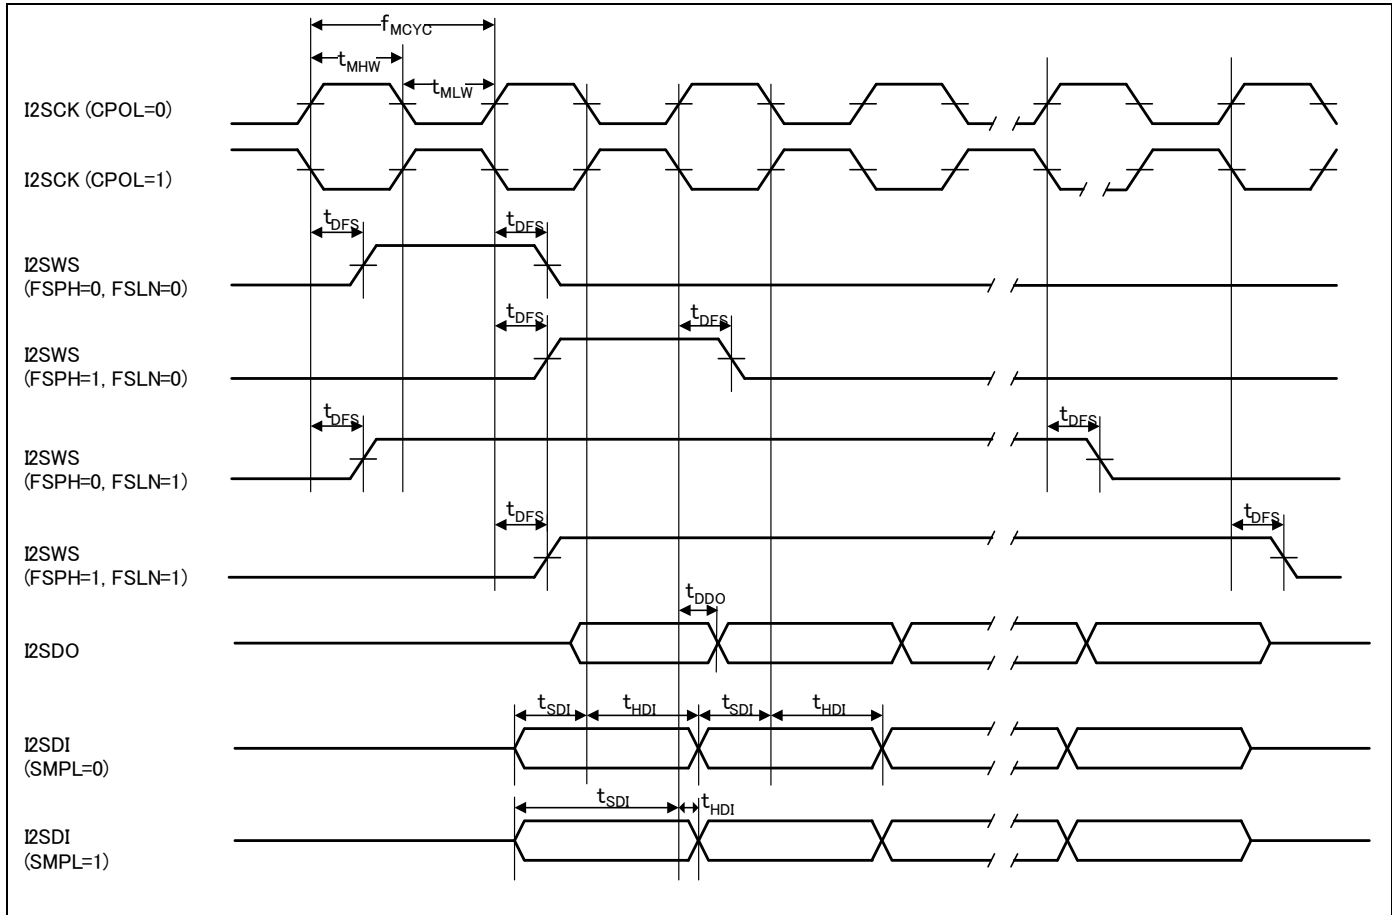 fMCYC
tMHW
tMLW
I2SCK (CPOL=0)
I2SCK (CPOL=1)
tDFS tDFS
I2SWS
(FSPH=0, FSLN=0)
tDFS tDFS
I2SWS
(FSPH=1, FSLN=0)
tDFS tDFS
I2SWS
(FSPH=0, FSLN=1)
tDFS tDFS
I2SWS
(FSPH=1, FSLN=1)
tDDO
I2SDO
tSDI tHDI tSDI tHDI
I2SDI
(SMPL=0)
tSDI tHDI
I2SDI
(SMPL=1)